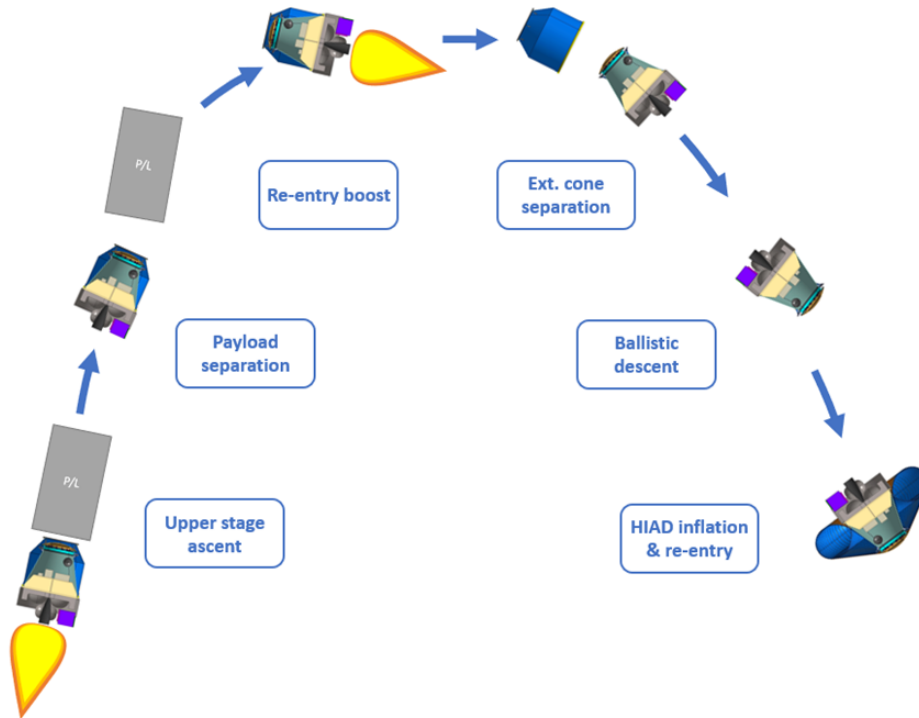 P/L
Re-entry boost
Ext. cone
separation
Payload
separation
Ballistic
descent
P/L
Upper stage
ascent
HIAD inflation
& re-entry